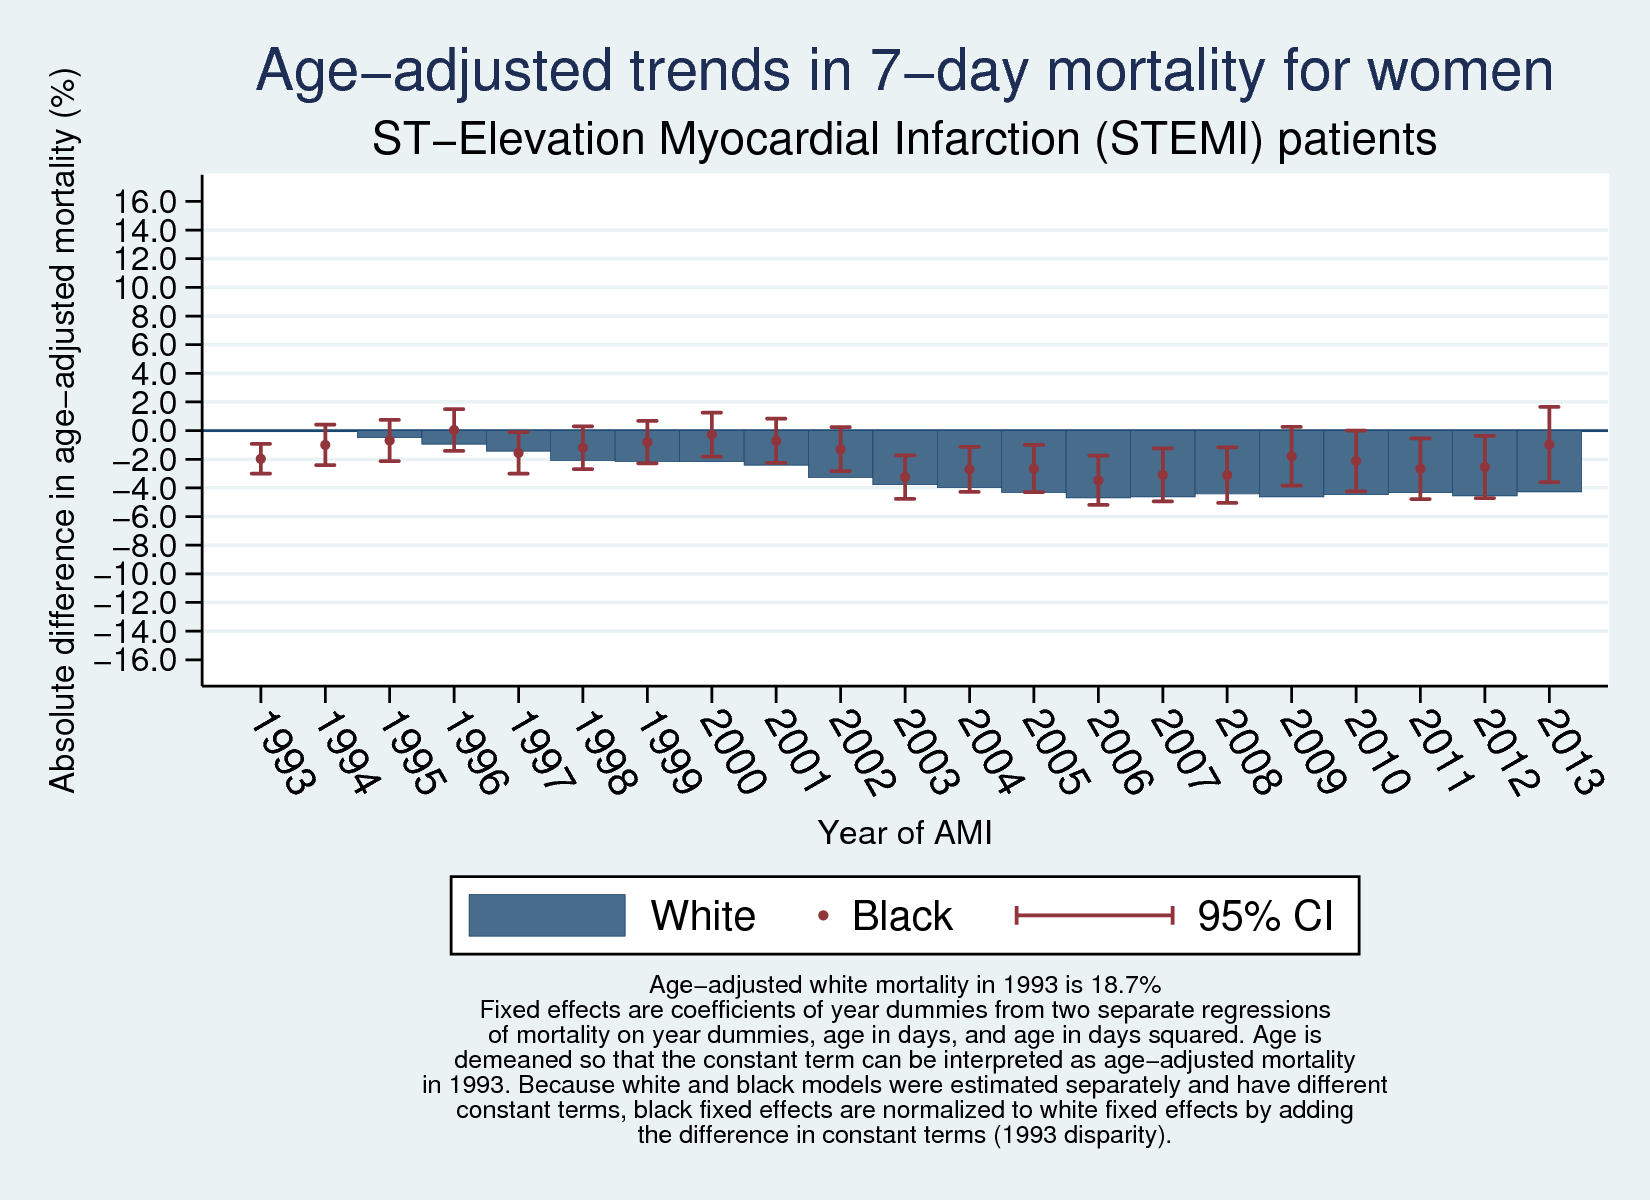 Age−adjusted trends in 7−day mortality for women
ST−Elevation Myocardial Infarction (STEMI) patients
Absolute difference in age−adjusted mortality (%)
16.0
14.0
12.0
10.0
8.0
6.0
4.0
2.0
0.0
−2.0
−4.0
−6.0
−8.0
−10.0
−12.0
−14.0
−16.0
1993
1994
1995
1996
1997
1998
1999
2000
2001
2002
2003
2004
2005
2006
2007
2008
2009
2010
2011
2012
2013
Year of AMI
White
Black
95% CI
Age−adjusted white mortality in 1993 is 18.7%
Fixed effects are coefficients of year dummies from two separate regressions
of mortality on year dummies, age in days, and age in days squared. Age is
demeaned so that the constant term can be interpreted as age−adjusted mortality
in 1993. Because white and black models were estimated separately and have different
constant terms, black fixed effects are normalized to white fixed effects by adding
the difference in constant terms (1993 disparity).